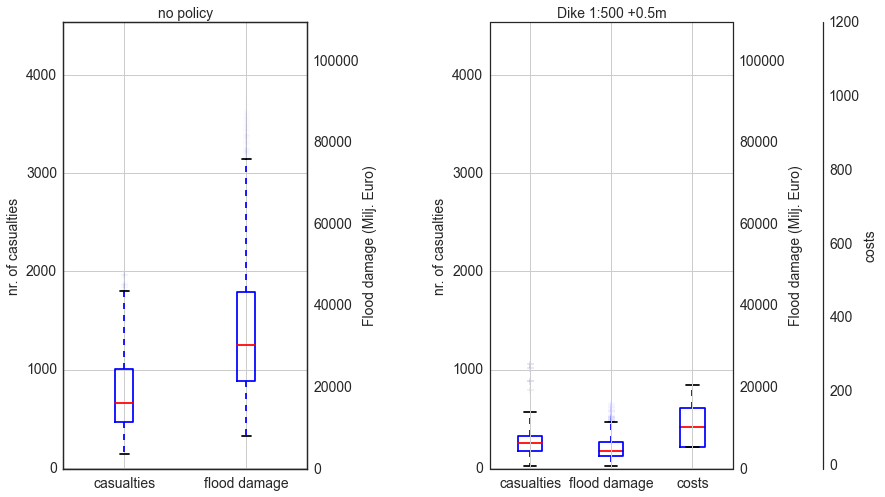 no policy
nr. of casualties
4000
3000
2000
1000
0
100000
80000
60000
40000
20000
0
Flood damage (Milj. Euro)
casualties
flood damage
Dike 1:500 +0.5m
nr. of casualties
4000
3000
2000
1000
0
100000
80000
60000
40000
20000
0
Flood damage (Milj. Euro)
1200
1000
800
600
400
200
0
costs
casualties
flood damage
costs